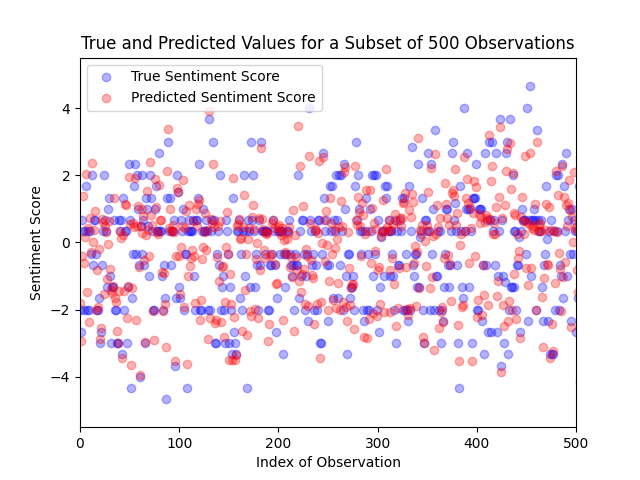 True and Predicted Values for a Subset of 500 Observations
True Sentiment Score
Predicted Sentiment Score
Sentiment Score
4
2
0
−2
−4
0 100 200 300 400 500
Index of Observation